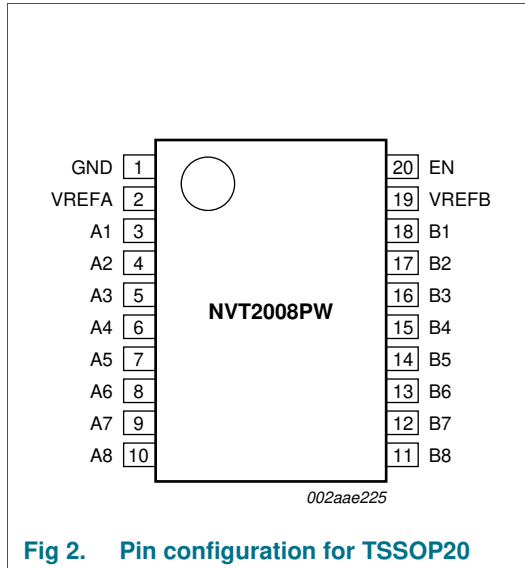 GND 1 20 EN
VREFA 2 19 VREFB
A1 3 18 B1
A2 4 17 B2
A3 5 16 B3
NVT2008PW
A4 6 15 B4
A5 7 14 B5
A6 8 13 B6
A7 9 12 B7
A8 10 11 B8
002aae225
Fig 2. Pin configuration for TSSOP20